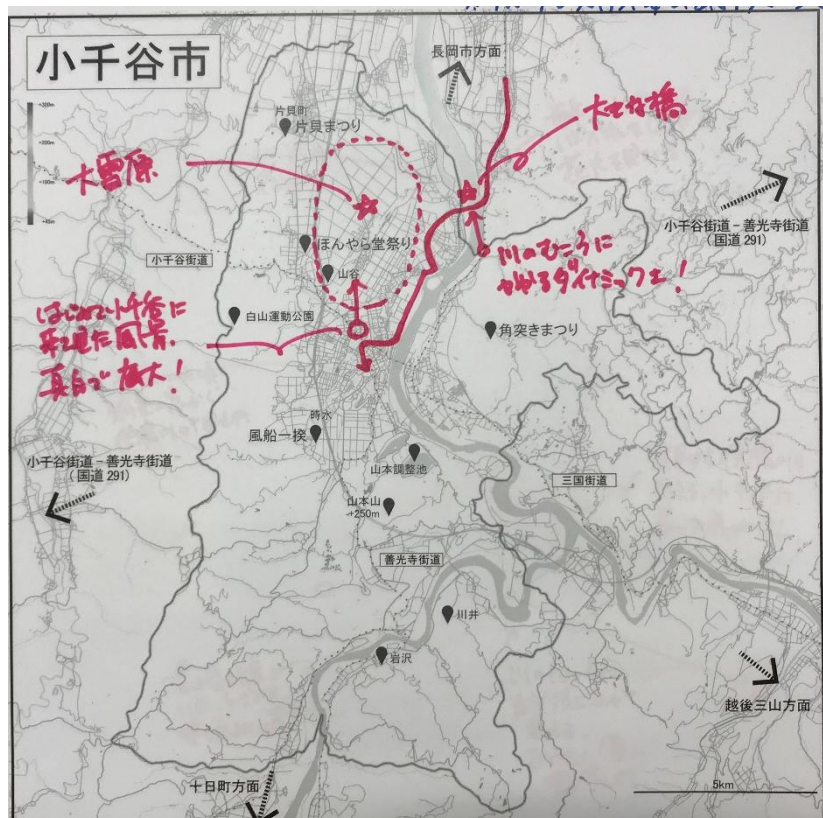 小千谷市
長岡市方面
片貝町
片貝まつり
大きな橋
大雪原
小千谷街道－善光寺街道
（国道 291）
小千谷街道
ほんやら堂祭り
山谷
川のむこうに
かかるダイナミックさ！
白山運動公園
はじめて小千谷に
来て見た風景。
真白で広大！
角突きまつり
時水
風船一揆
山本調整池
小千谷街道－善光寺街道
（国道 291）
三国街道
山本山
+250m
善光寺街道
川井
岩沢
越後三山方面
十日町方面
5km